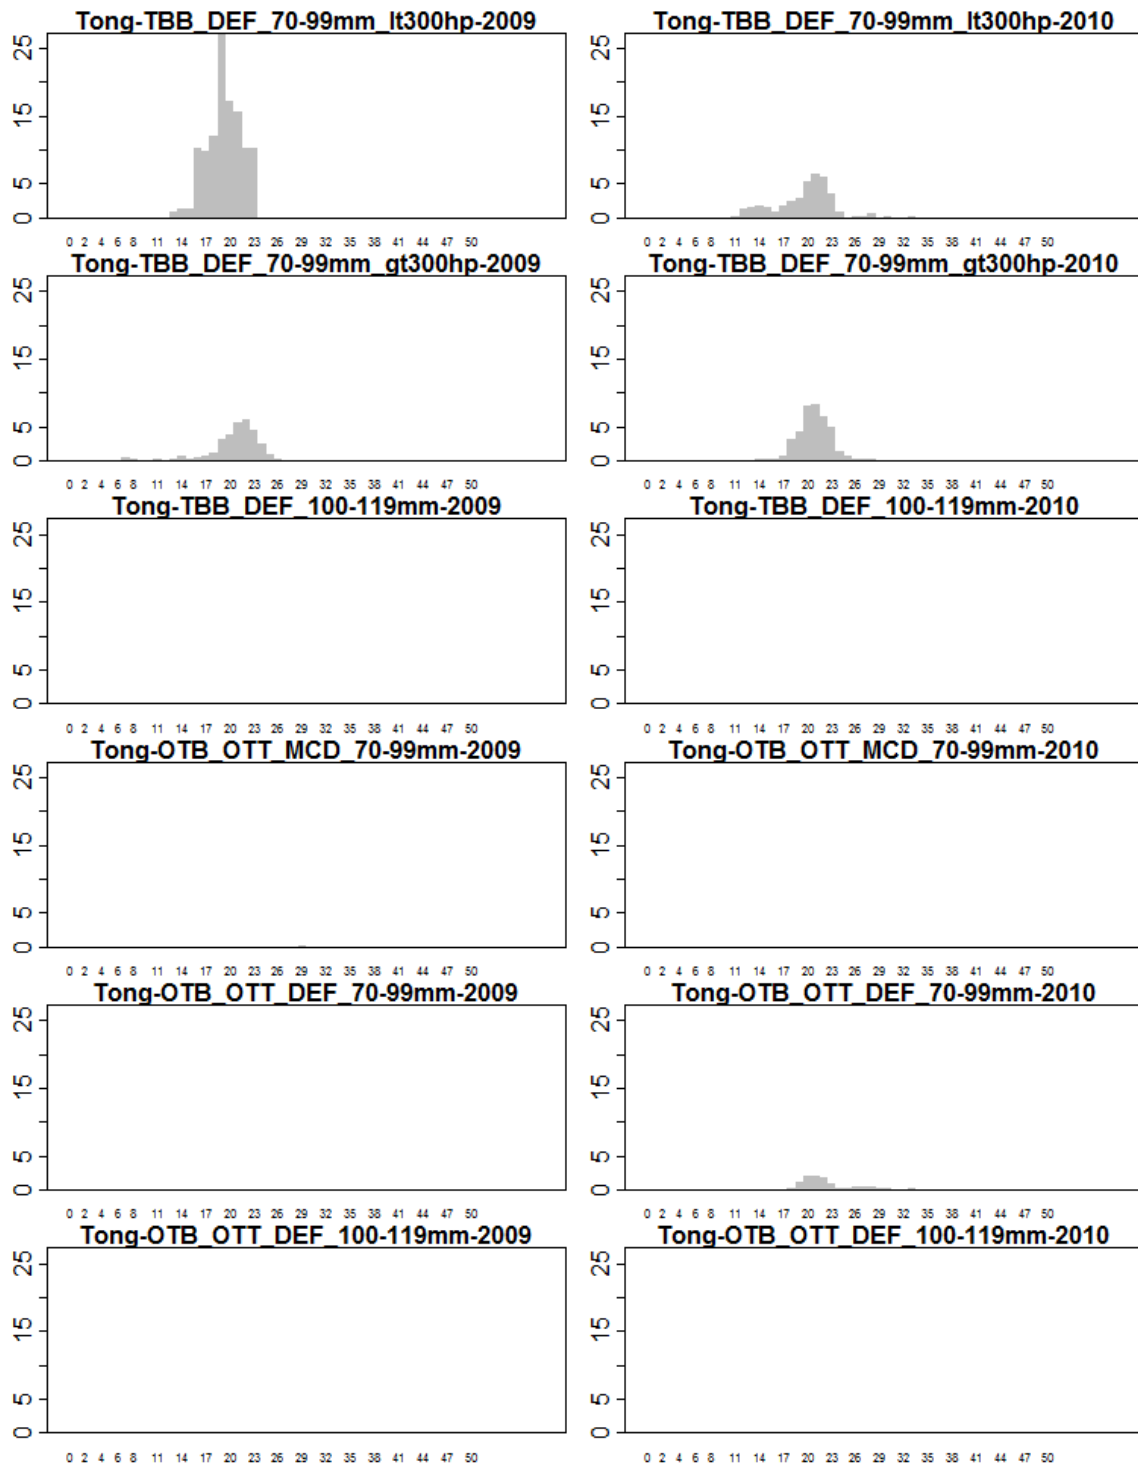 Tong-TBB_DEF_70-99mm_lt300hp-2009
Tong-TBB_DEF_70-99mm_lt300hp-2010
0 5 15 25
0 5 15 25
0 2 4 6 8 11 14 17 20 23 26 29 32 35 38 41 44 47 50
0 2 4 6 8 11 14 17 20 23 26 29 32 35 38 41 44 47 50
Tong-TBB_DEF_70-99mm_gt300hp-2009
Tong-TBB_DEF_70-99mm_gt300hp-2010
0 5 15 25
0 5 15 25
0 2 4 6 8 11 14 17 20 23 26 29 32 35 38 41 44 47 50
0 2 4 6 8 11 14 17 20 23 26 29 32 35 38 41 44 47 50
Tong-TBB_DEF_100-119mm-2009
Tong-TBB_DEF_100-119mm-2010
0 5 15 25
0 5 15 25
0 2 4 6 8 11 14 17 20 23 26 29 32 35 38 41 44 47 50
0 2 4 6 8 11 14 17 20 23 26 29 32 35 38 41 44 47 50
Tong-OTB_OTT_MCD_70-99mm-2009
Tong-OTB_OTT_MCD_70-99mm-2010
0 5 15 25
0 5 15 25
0 2 4 6 8 11 14 17 20 23 26 29 32 35 38 41 44 47 50
0 2 4 6 8 11 14 17 20 23 26 29 32 35 38 41 44 47 50
Tong-OTB_OTT_DEF_70-99mm-2009
Tong-OTB_OTT_DEF_70-99mm-2010
0 5 15 25
0 5 15 25
0 2 4 6 8 11 14 17 20 23 26 29 32 35 38 41 44 47 50
0 2 4 6 8 11 14 17 20 23 26 29 32 35 38 41 44 47 50
Tong-OTB_OTT_DEF_100-119mm-2009
Tong-OTB_OTT_DEF_100-119mm-2010
0 5 15 25
0 5 15 25
0 2 4 6 8 11 14 17 20 23 26 29 32 35 38 41 44 47 50
0 2 4 6 8 11 14 17 20 23 26 29 32 35 38 41 44 47 50